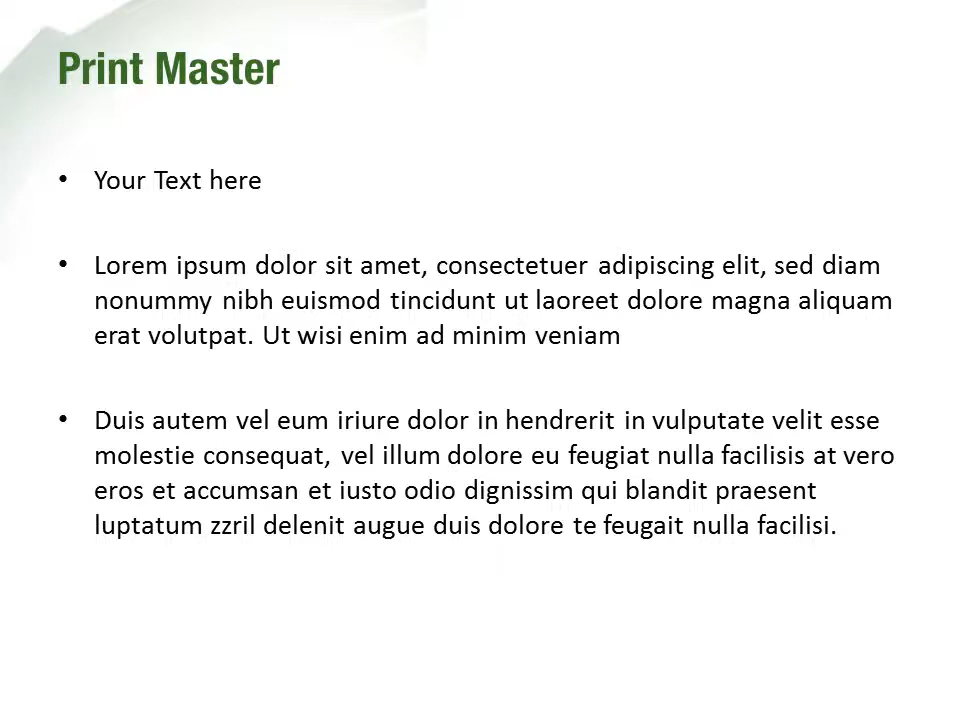 Print Master
• Your Text here
• Lorem ipsum dolor sit amet, consectetuer adipiscing elit, sed diam
nonummy nibh euismod tincidunt ut laoreet dolore magna aliquam
erat volutpat. Ut wisi enim ad minim veniam
• Duis autem vel eum iriure dolor in hendrerit in vulputate velit esse
molestie consequat, vel illum dolore eu feugiat nulla facilisis at vero
eros et accumsan et iusto odio dignissim qui blandit praesent
luptatum zzril delenit augue duis dolore te feugait nulla facilisi.